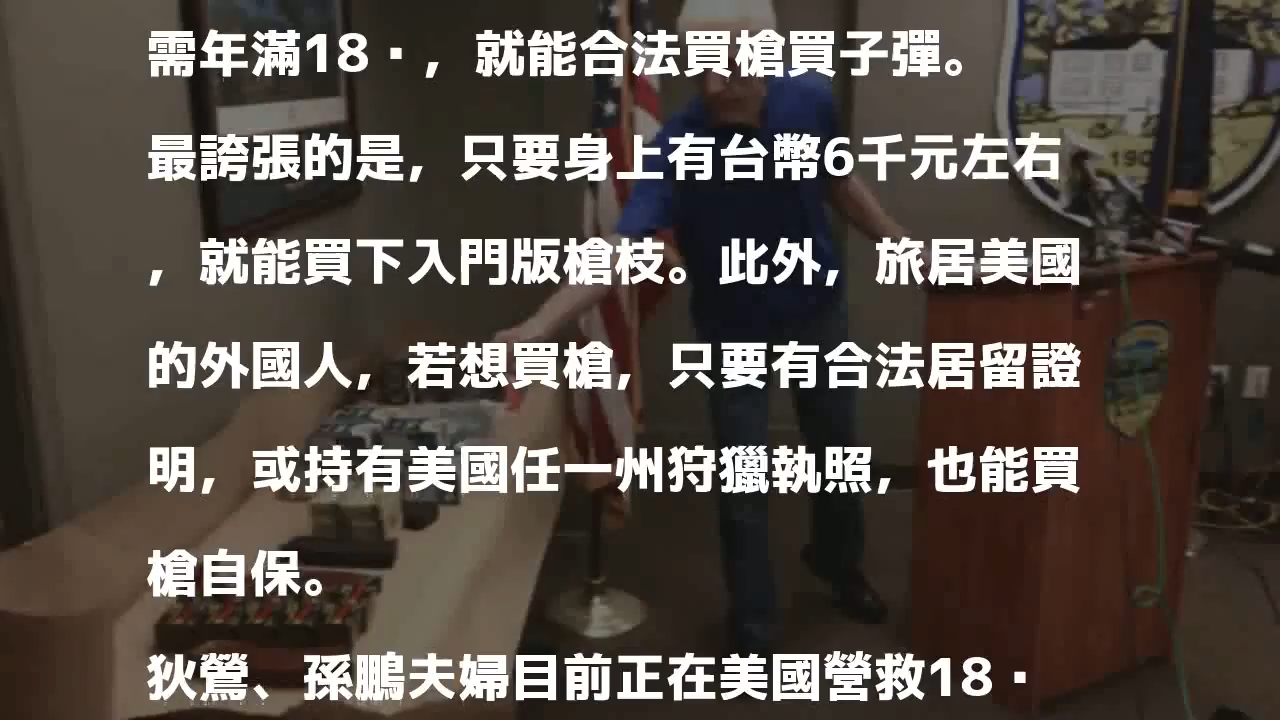 需年滿18▪，就能合法買槍買子彈。
最誇張的是，只要身上有台幣6千元左右
，就能買下入門版槍枝。此外，旅居美國
的外國人，若想買槍，只要有合法居留證
明，或持有美國任一州狩獵執照，也能買
槍自保。
狄鶯、孫鵬夫婦目前正在美國營救18▪
190